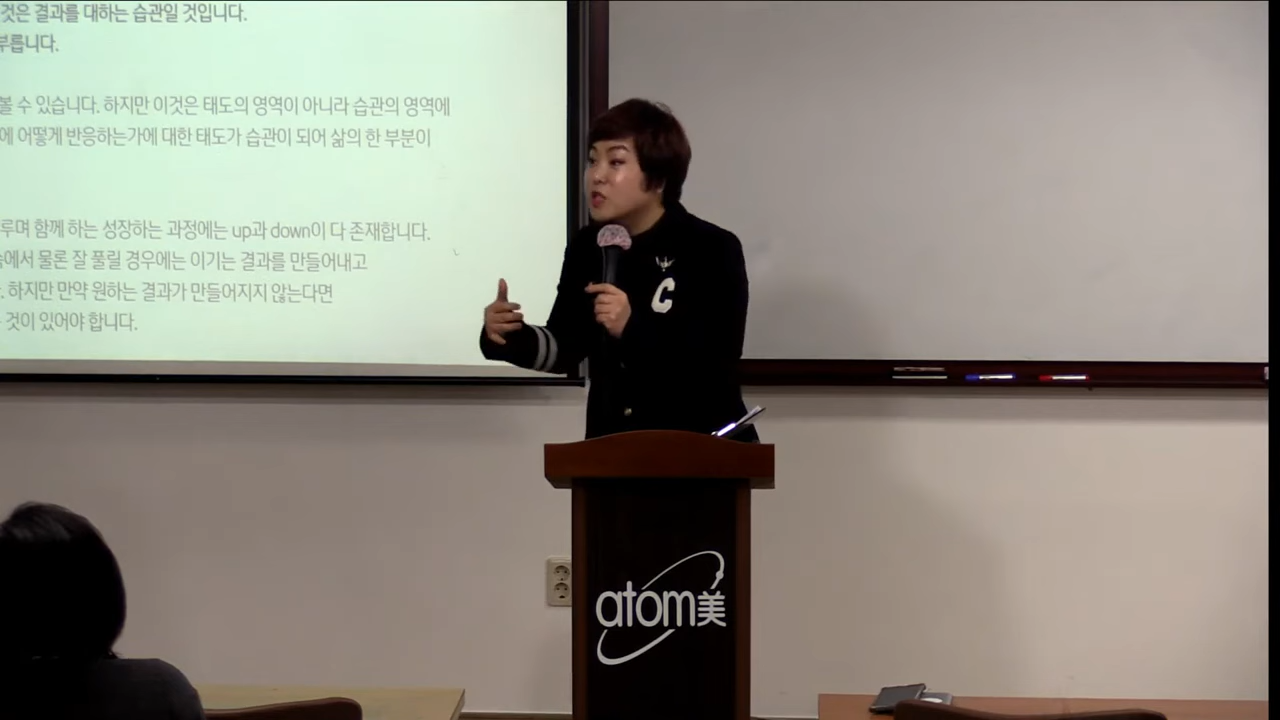 것은 결과를 대하는 습관일 것입니다.
부릅니다.
볼 수 있습니다. 하지만 이것은 태도의 영역이 아니라 습관의 영역에
에 어떻게 반응하는가에 대한 태도가 습관이 되어 삶의 한 부분이
루며 함께 하는 성장하는 과정에는 up과 down이 다 존재합니다.
에서 물론 잘 풀릴 경우에는 이기는 결과를 만들어내고
하지만 만약 원하는 결과가 만들어지지 않는다면
것이 있어야 합니다.
C
atom美